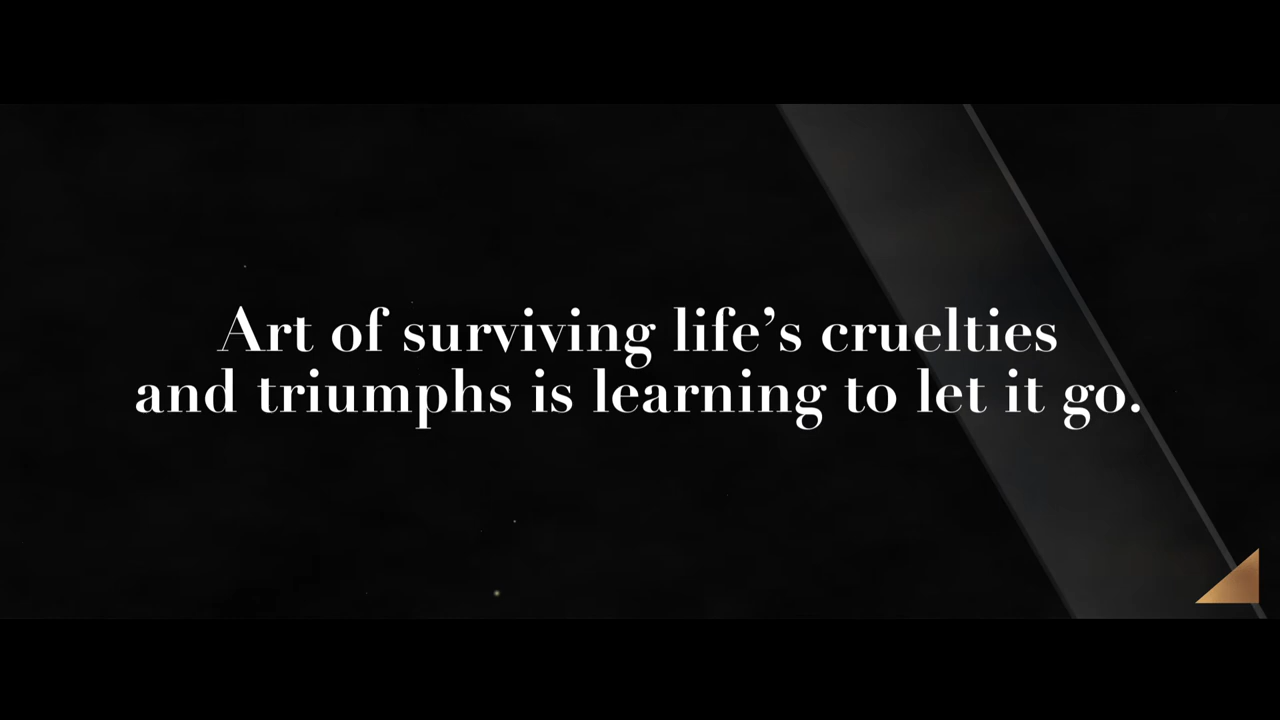 Art of surviving life’s cruelties
and triumphs is learning to let it go.